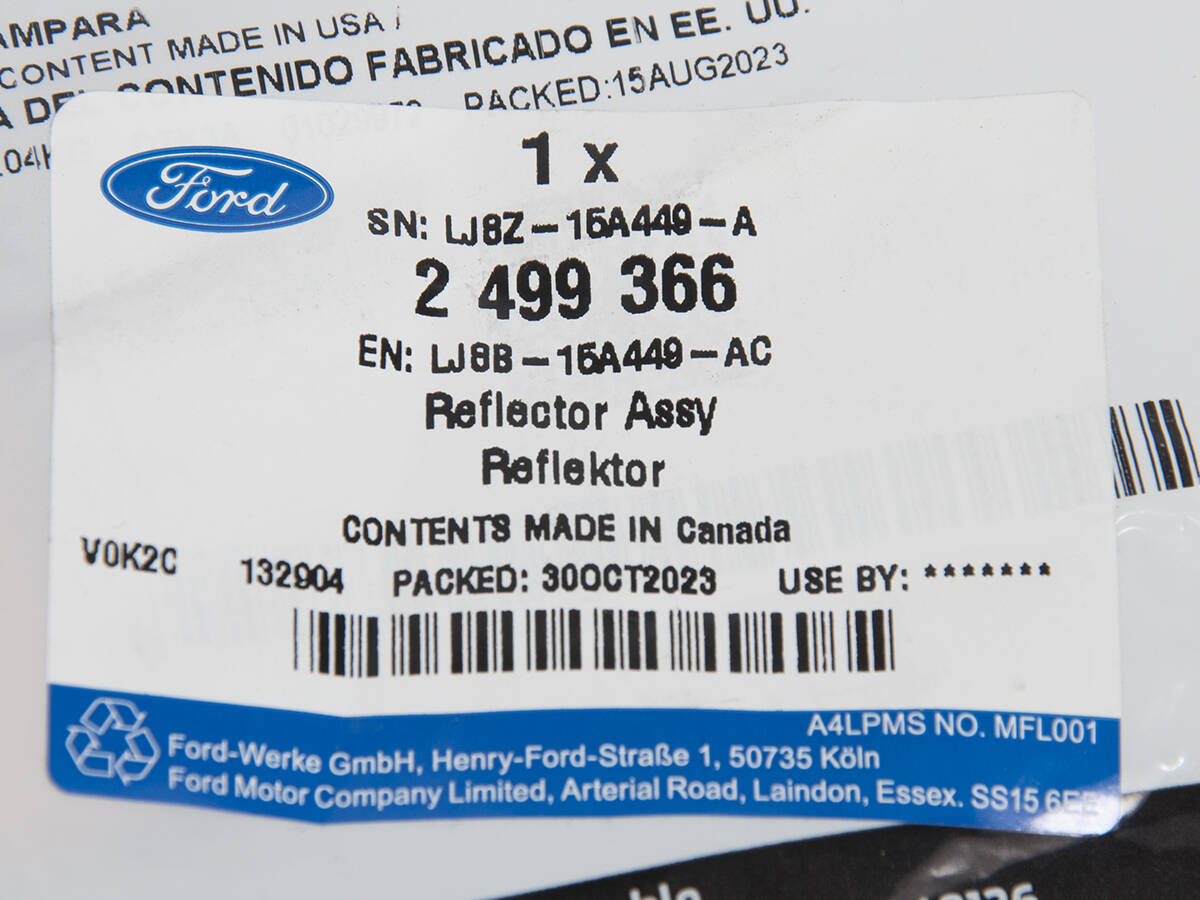 AMPARA
CONTENT MADE IN USA /
A DEL CONTENIDO FABRICADO EN EE. UU.
PACKED:15AUG2023
.04KG
Ford
1 x
SN: LJ8Z-15A449-A
2 499 366
EN: LJ8B-15A449-AC
Reflector Assy
Reflektor
CONTENTS MADE IN Canada
V0K2C 132904 PACKED: 30OCT2023 USE BY: *******
A4LPMS NO. MFL001
Ford-Werke GmbH, Henry-Ford-Straße 1, 50735 Köln
Ford Motor Company Limited, Arterial Road, Laindon, Essex. SS15 6EE